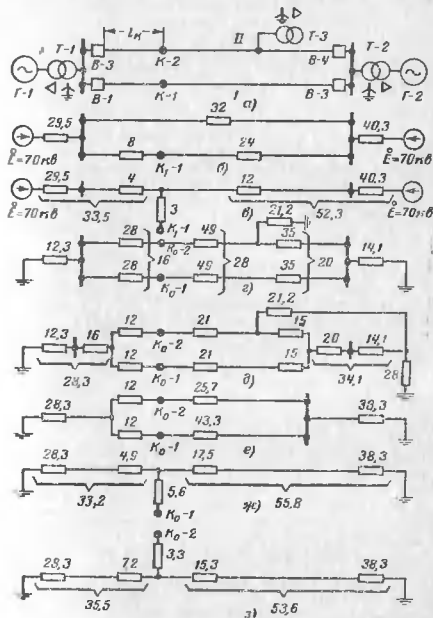 l к II Т-3
Т-1 В-3 К-2 В-4 Т-2
Г-1 В-1 К-1 I В-3 Г-2
а)
32
29,5 40,3
Ė=70кв 8 К₁-1 24
б)
29,5 4 12 40,3
Ė=70кв 33,5 3 52,3 Ė=70кв
К₁-1 в) 21,2
28 К₀-2 49 35
12,3 16 28 20 14,1
28 К₀-1 49 35
г)
21,2
12 21 15
12,3 16 К₀-2 20 14,1
12 21 15
28,3 К₀-1 д) 34,1 28
12 25,7
28,3 К₀-2 38,3
12 43,3
К₀-1 е)
28,3 4,9 17,5 38,3
33,2 5,6 55,8
К₀-1 ж)
К₀-2
3,3
28,3 7,2 15,3 38,3
35,5 53,6
з)